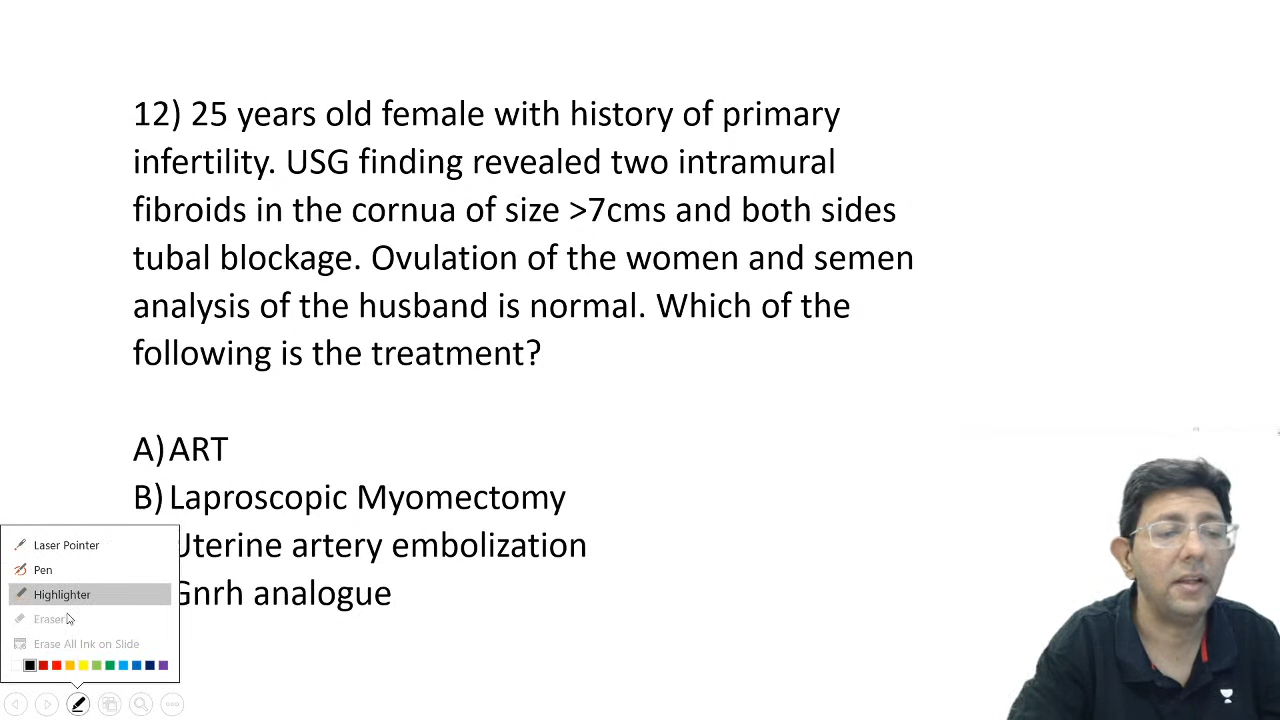 12) 25 years old female with history of primary
infertility. USG finding revealed two intramural
fibroids in the cornua of size >7cms and both sides
tubal blockage. Ovulation of the women and semen
analysis of the husband is normal. Which of the
following is the treatment?
A) ART
B) Laproscopic Myomectomy
Uterine artery embolization
Gnrh analogue
Laser Pointer
Pen
Highlighter
Eraser
Erase All Ink on Slide